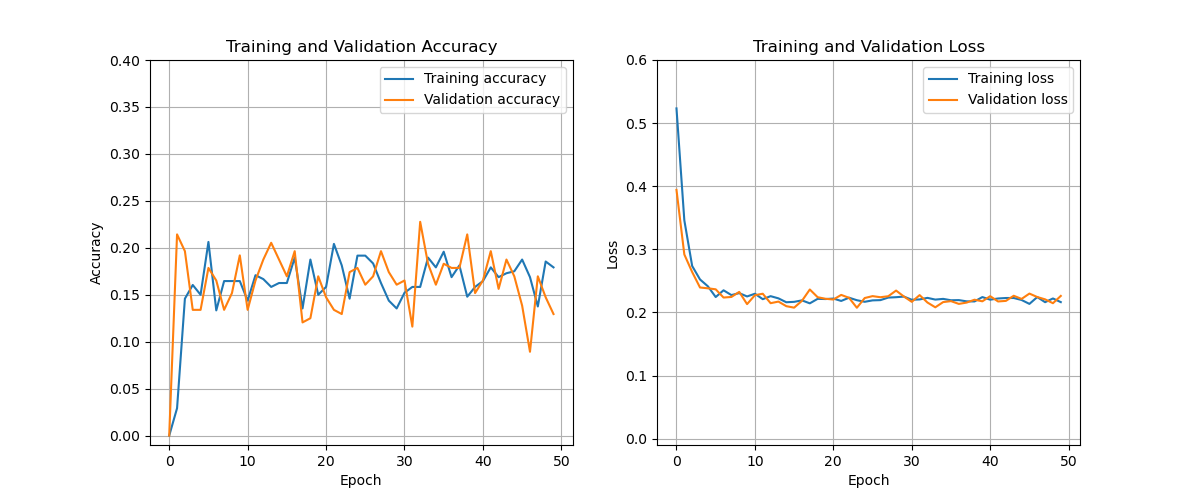 Training and Validation Accuracy
0.40
0.35
0.30
0.25
0.20
0.15
0.10
0.05
0.00
Accuracy
0
10
20
30
40
50
Epoch
Training accuracy
Validation accuracy
Training and Validation Loss
0.6
0.5
0.4
0.3
0.2
0.1
0.0
Loss
0
10
20
30
40
50
Epoch
Training loss
Validation loss